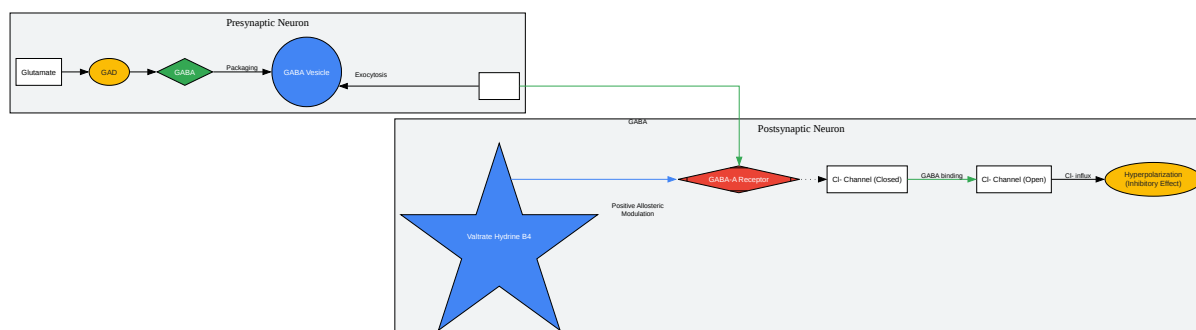 Presynaptic Neuron
Glutamate
GAD
GABA
Packaging
GABA Vesicle
Exocytosis
GABA
Postsynaptic Neuron
Valtrate Hydrine B4
Positive Allosteric
Modulation
GABA-A Receptor
Cl- Channel (Closed)
GABA binding
Cl- Channel (Open)
Cl- influx
Hyperpolarization
(Inhibitory Effect)